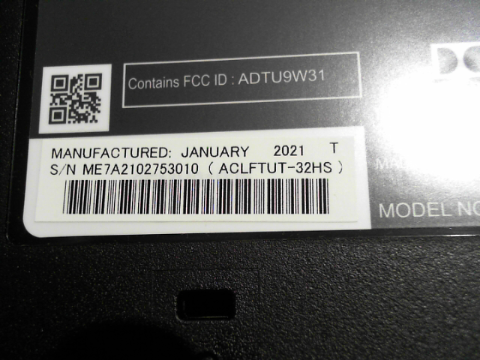 Contains FCC ID : ADTU9W31
MANUFACTURED: JANUARY 2021 T
S/N ME7A2102753010 ( ACLFTUT-32HS )
MODEL NO